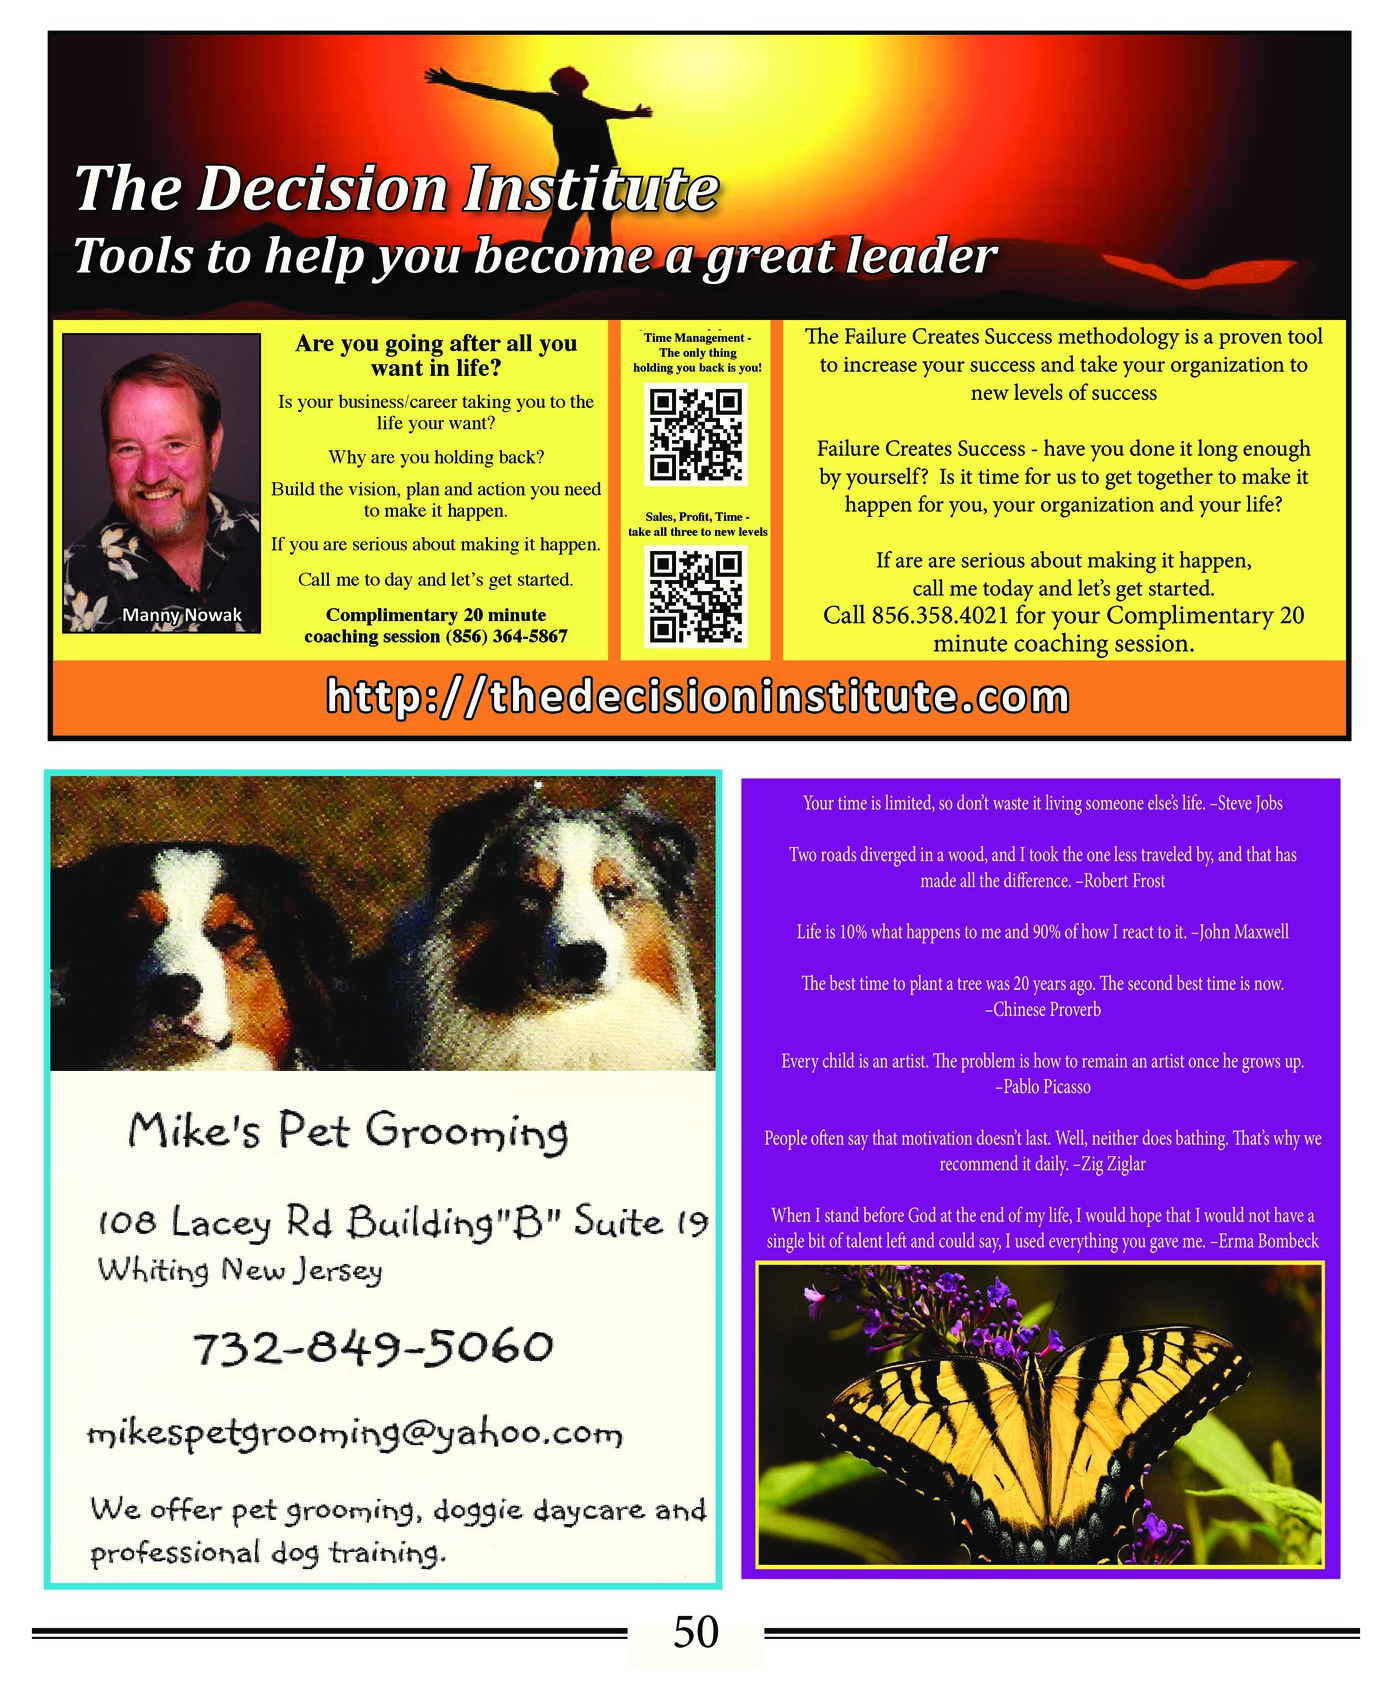 The Decision Institute
Tools to help you become a great leader
Manny Nowak
Are you going after all you
want in life?
Is your business/career taking you to the
life your want?
Why are you holding back?
Build the vision, plan and action you need
to make it happen.
If you are serious about making it happen.
Call me to day and let's get started.
Complimentary 20 minute
coaching session (856) 364-5867
Time Management -
The only thing
holding you back is you!
Sales, Profit, Time -
take all three to new levels
The Failure Creates Success methodology is a proven tool
to increase your success and take your organization to
new levels of success
Failure Creates Success - have you done it long enough
by yourself?  Is it time for us to get together to make it
happen for you, your organization and your life?
If are are serious about making it happen,
call me today and let's get started.
Call 856.358.4021 for your Complimentary 20
minute coaching session.
http://thedecisioninstitute.com
Mike's Pet Grooming
108 Lacey Rd Building"B" Suite 19
Whiting New Jersey
732-849-5060
mikespetgrooming@yahoo.com
We offer pet grooming, doggie daycare and
professional dog training.
Your time is limited, so don't waste it living someone else's life. –Steve Jobs
Two roads diverged in a wood, and I took the one less traveled by, and that has
made all the difference. –Robert Frost
Life is 10% what happens to me and 90% of how I react to it. –John Maxwell
The best time to plant a tree was 20 years ago. The second best time is now.
–Chinese Proverb
Every child is an artist. The problem is how to remain an artist once he grows up.
–Pablo Picasso
People often say that motivation doesn't last. Well, neither does bathing. That's why we
recommend it daily. –Zig Ziglar
When I stand before God at the end of my life, I would hope that I would not have a
single bit of talent left and could say, I used everything you gave me. –Erma Bombeck
50